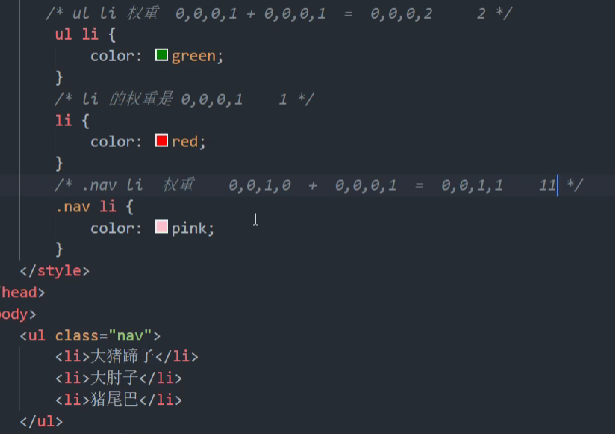 /* ul li 权重  0,0,0,1 + 0,0,0,1  =  0,0,0,2     2 */
ul li {
color: green;
}
/* li 的权重是 0,0,0,1    1 */
li {
color: red;
}
/* .nav li  权重    0,0,1,0  +  0,0,0,1  =  0,0,1,1    11 */
.nav li {
color: pink;
}
</style>
/head>
body>
<ul class="nav">
<li>大猪蹄子</li>
<li>大肘子</li>
<li>猪尾巴</li>
</ul>